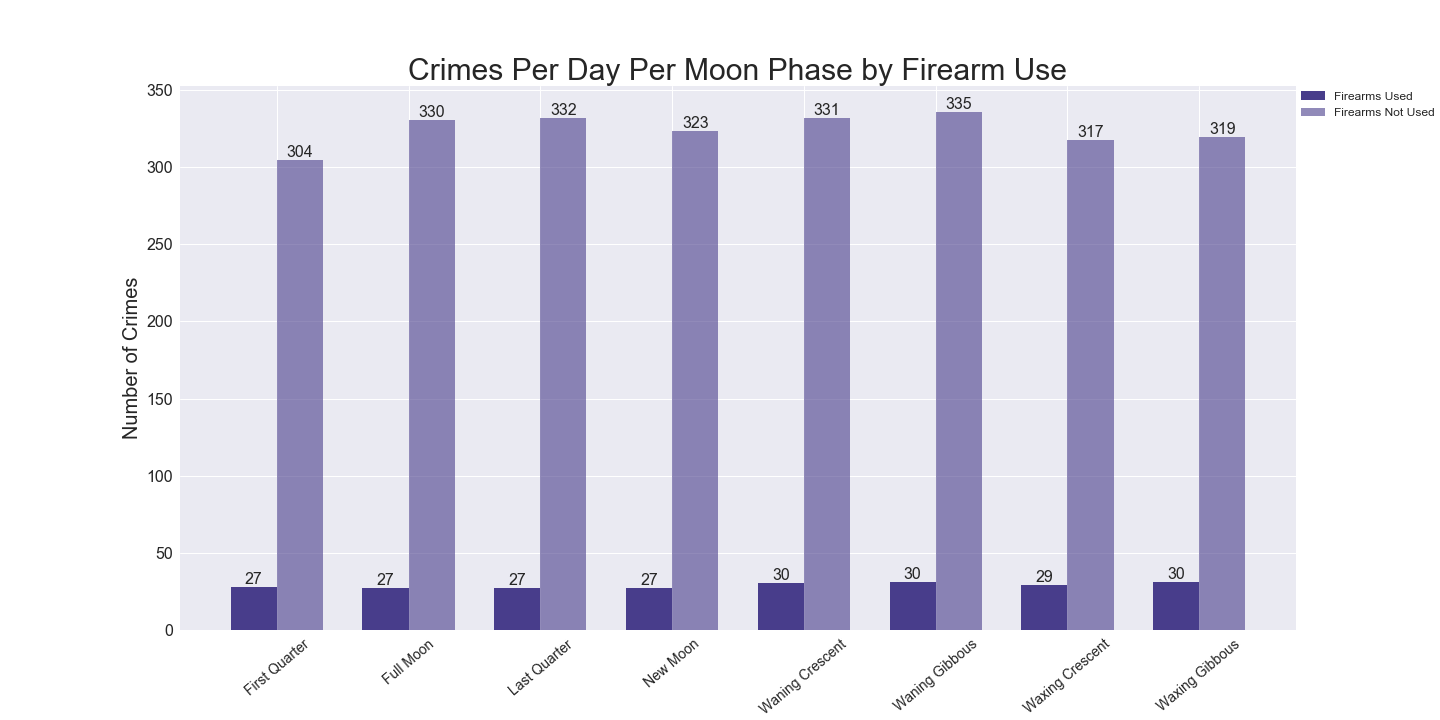 Crimes Per Day Per Moon Phase by Firearm Use
Firearms Used
Firearms Not Used
Number of Crimes
350
300
250
200
150
100
50
0
27
304
27
330
27
332
27
323
30
331
30
335
29
317
30
319
First Quarter
Full Moon
Last Quarter
New Moon
Waning Crescent
Waning Gibbous
Waxing Crescent
Waxing Gibbous